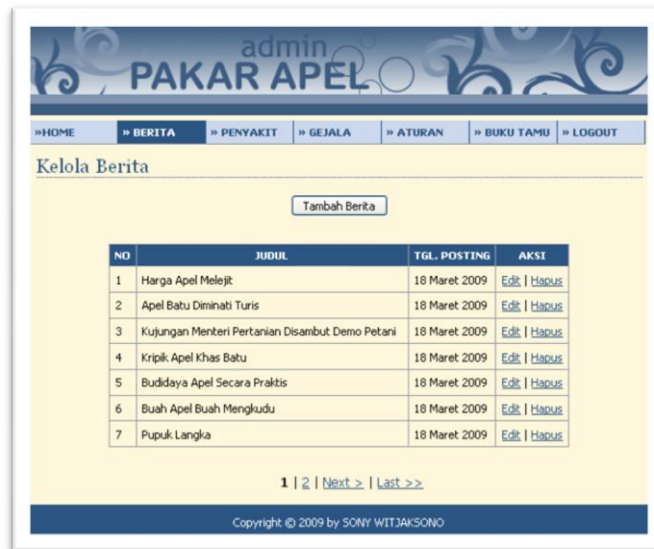 admin
PAKAR APEL
»HOME » BERITA » PENYAKIT » GEJALA » ATURAN » BUKU TAMU » LOGOUT
Kelola Berita
Tambah Berita
NO JUDUL TGL. POSTING AKSI
1 Harga Apel Melejit 18 Maret 2009 Edit | Hapus
2 Apel Batu Diminati Turis 18 Maret 2009 Edit | Hapus
3 Kujungan Menteri Pertanian Disambut Demo Petani 18 Maret 2009 Edit | Hapus
4 Kripik Apel Khas Batu 18 Maret 2009 Edit | Hapus
5 Budidaya Apel Secara Praktis 18 Maret 2009 Edit | Hapus
6 Buah Apel Buah Mengkudu 18 Maret 2009 Edit | Hapus
7 Pupuk Langka 18 Maret 2009 Edit | Hapus
1 | 2 | Next > | Last >>
Copyright © 2009 by SONY WITJAKSONO